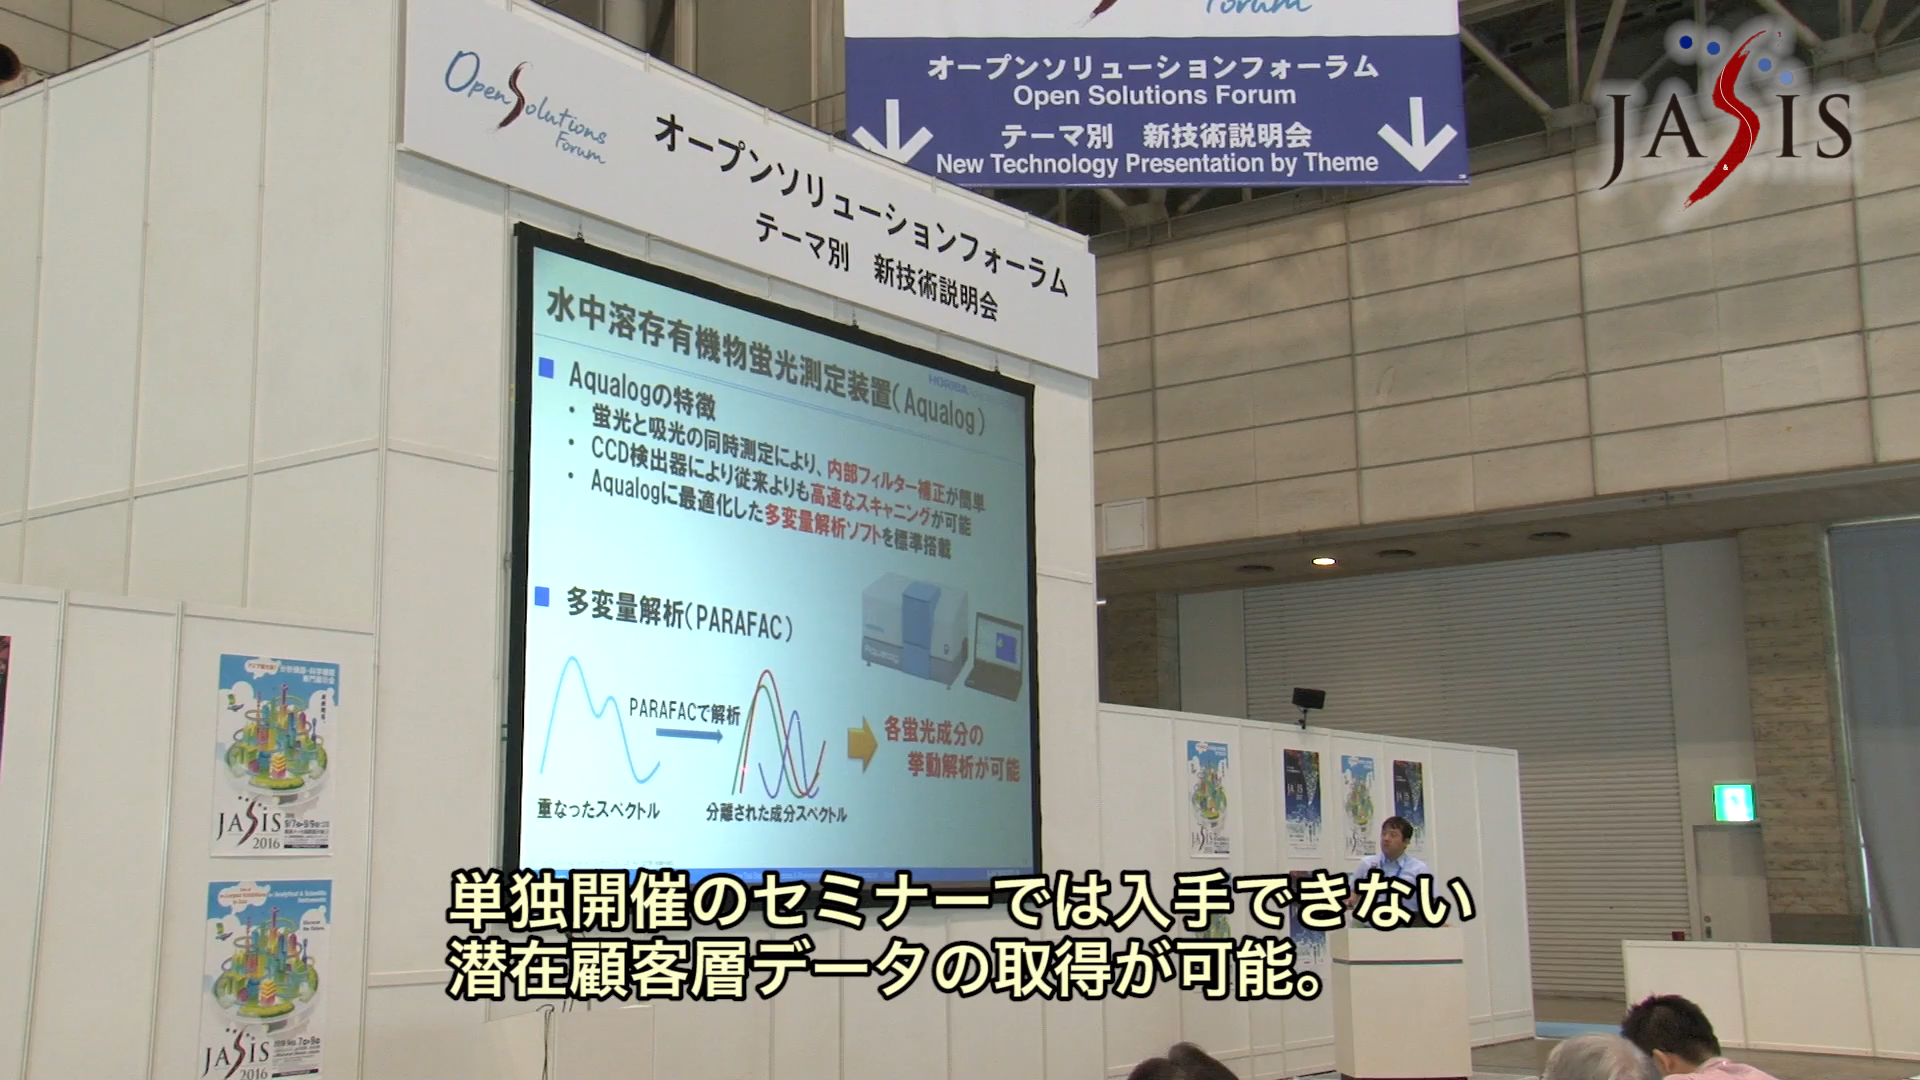 オープンソリューションフォーラム
Open Solutions Forum
テーマ別 新技術説明会
New Technology Presentation by Theme
JASIS
Open Solutions Forum
オープンソリューションフォーラム
テーマ別 新技術説明会
水中溶存有機物蛍光測定装置(Aqualog)
HORIBA
Aqualogの特徴
・蛍光と吸光の同時測定により、内部フィルター補正が簡単
・CCD検出器により従来よりも高速なスキャニングが可能
・Aqualogに最適化した多変量解析ソフトを標準搭載
多変量解析(PARAFAC)
PARAFACで解析
重なったスペクトル
分離された成分スペクトル
各蛍光成分の
挙動解析が可能
Aqualog
JASIS
2016
JASIS
2016
単独開催のセミナーでは入手できない
潜在顧客層データの取得が可能。